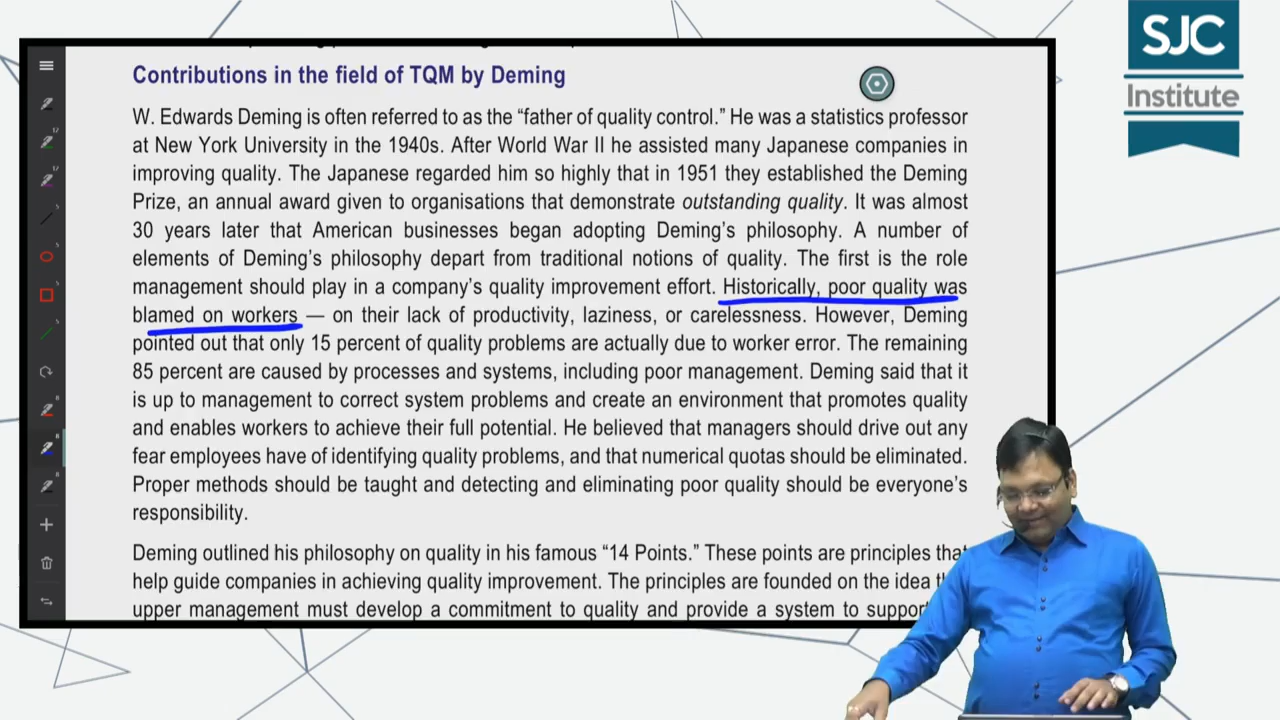 SJC
Institute
Contributions in the field of TQM by Deming
W. Edwards Deming is often referred to as the “father of quality control.” He was a statistics professor
at New York University in the 1940s. After World War II he assisted many Japanese companies in
improving quality. The Japanese regarded him so highly that in 1951 they established the Deming
Prize, an annual award given to organisations that demonstrate outstanding quality. It was almost
30 years later that American businesses began adopting Deming’s philosophy. A number of
elements of Deming’s philosophy depart from traditional notions of quality. The first is the role
management should play in a company’s quality improvement effort. Historically, poor quality was
blamed on workers — on their lack of productivity, laziness, or carelessness. However, Deming
pointed out that only 15 percent of quality problems are actually due to worker error. The remaining
85 percent are caused by processes and systems, including poor management. Deming said that it
is up to management to correct system problems and create an environment that promotes quality
and enables workers to achieve their full potential. He believed that managers should drive out any
fear employees have of identifying quality problems, and that numerical quotas should be eliminated.
Proper methods should be taught and detecting and eliminating poor quality should be everyone’s
responsibility.
Deming outlined his philosophy on quality in his famous “14 Points.” These points are principles that
help guide companies in achieving quality improvement. The principles are founded on the idea
upper management must develop a commitment to quality and provide a system to support